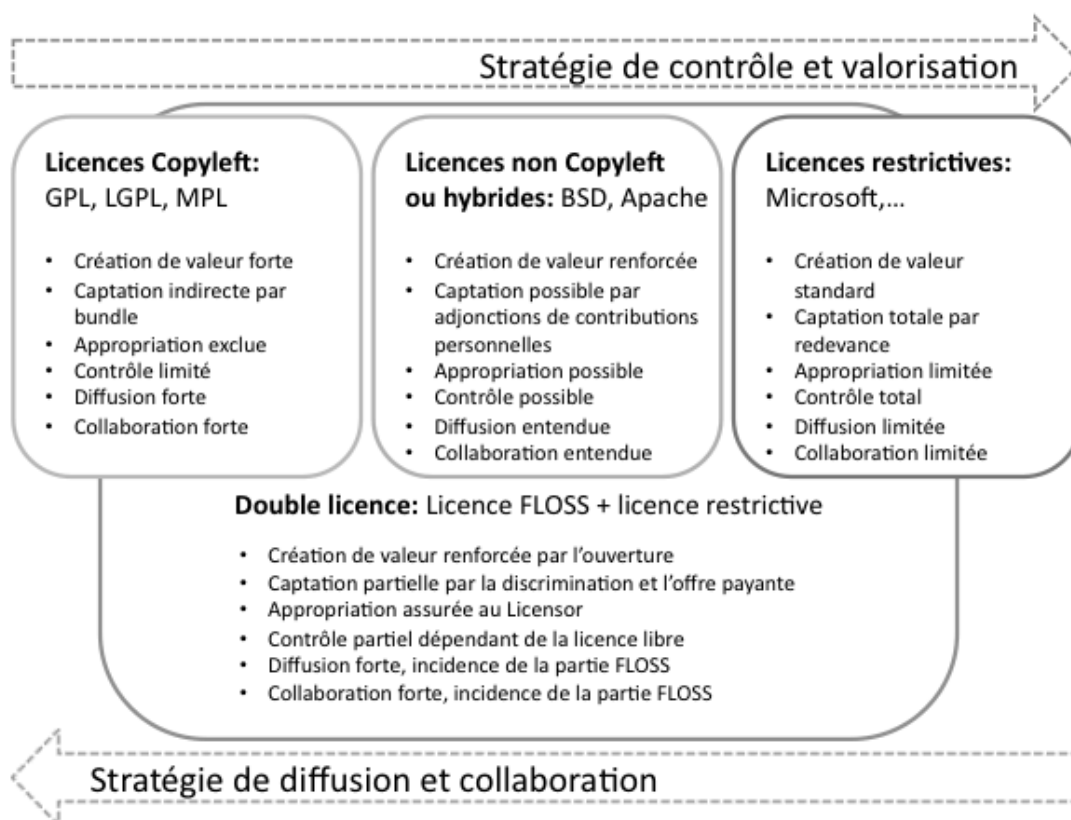 Stratégie de contrôle et valorisation
Licences Copyleft:
GPL, LGPL, MPL
• Création de valeur forte
• Captation indirecte par
bundle
• Appropriation exclue
• Contrôle limité
• Diffusion forte
• Collaboration forte
Licences non Copyleft
ou hybrides: BSD, Apache
• Création de valeur renforcée
• Captation possible par
adjonctions de contributions
personnelles
• Appropriation possible
• Contrôle possible
• Diffusion entendue
• Collaboration entendue
Licences restrictives:
Microsoft,...
• Création de valeur
standard
• Captation totale par
redevance
• Appropriation limitée
• Contrôle total
• Diffusion limitée
• Collaboration limitée
Double licence: Licence FLOSS + licence restrictive
• Création de valeur renforcée par l’ouverture
• Captation partielle par la discrimination et l’offre payante
• Appropriation assurée au Licensor
• Contrôle partiel dépendant de la licence libre
• Diffusion forte, incidence de la partie FLOSS
• Collaboration forte, incidence de la partie FLOSS
Stratégie de diffusion et collaboration